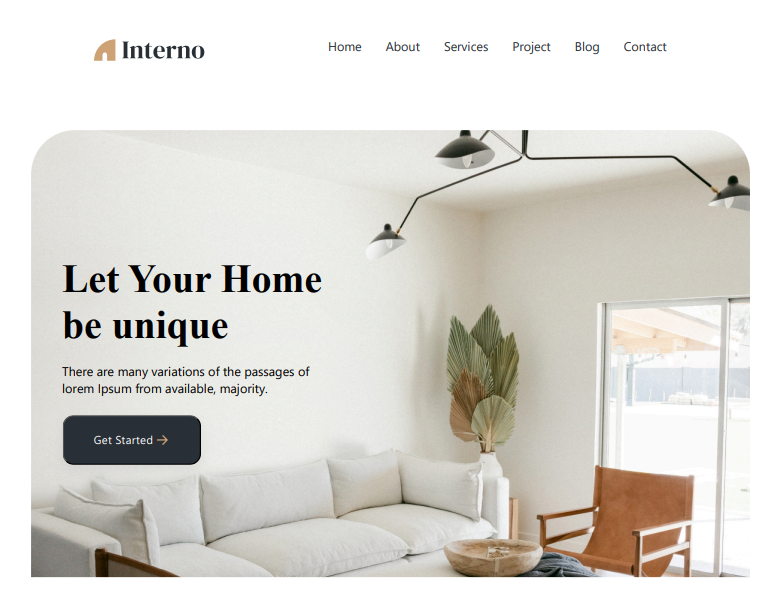 Interno
Home About Services Project Blog Contact
Let Your Home
be unique
There are many variations of the passages of
lorem Ipsum from available, majority.
Get Started →